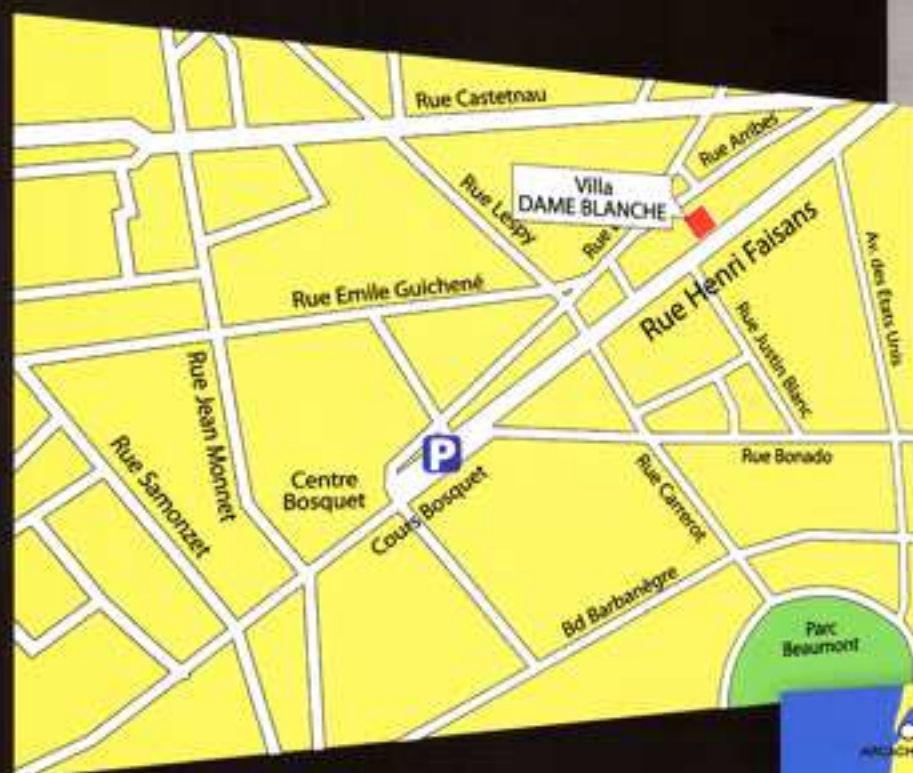 Rue Castetnau
Rue Arribes
Villa
DAME BLANCHE
Rue Lespy
Rue
Rue Henri Faisans
Av. des États Unis
Rue Emile Guichené
Rue Justin Blanc
Rue Jean Monnet
Rue Samonzet
P
Centre
Bosquet
Cours Bosquet
Rue Bonado
Rue Carrerot
Bd Barbanègre
Parc
Beaumont